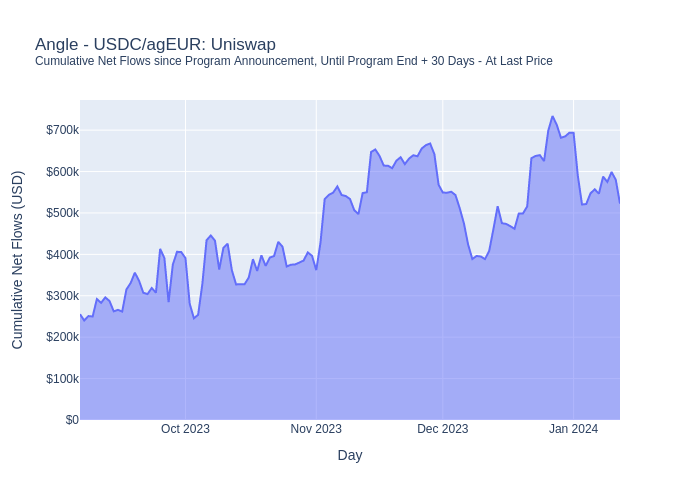 Angle - USDC/agEUR: Uniswap
Cumulative Net Flows since Program Announcement, Until Program End + 30 Days - At Last Price
Cumulative Net Flows (USD)
$700k
$600k
$500k
$400k
$300k
$200k
$100k
$0
Oct 2023
Nov 2023
Dec 2023
Jan 2024
Day